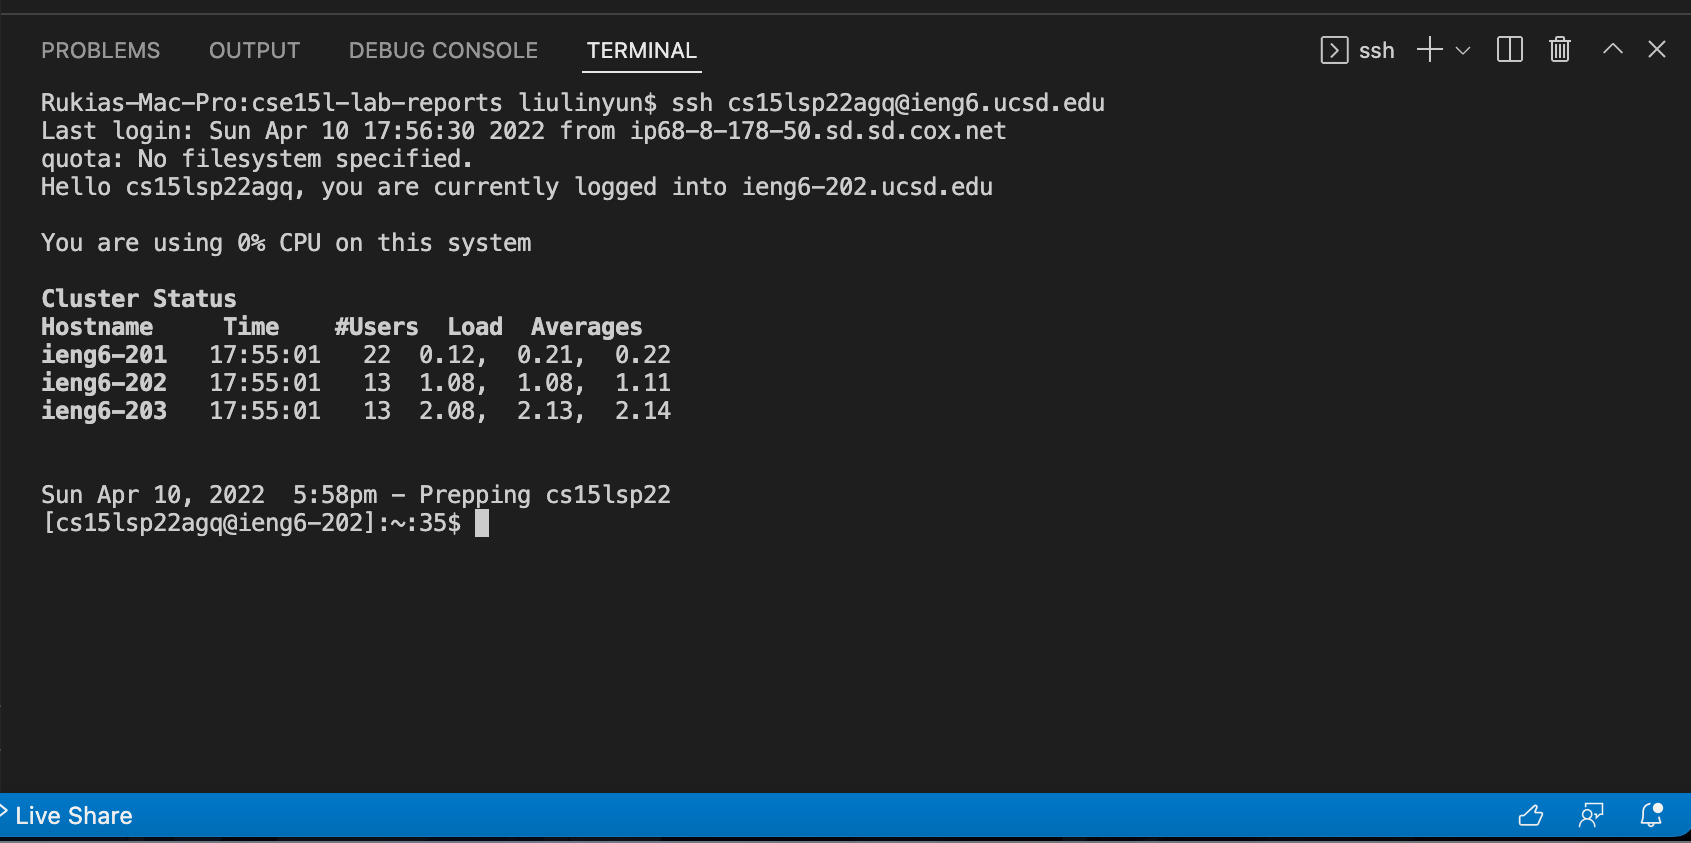 PROBLEMS OUTPUT DEBUG CONSOLE TERMINAL ssh
Rukias-Mac-Pro:cse15l-lab-reports liulinyun$ ssh cs15lsp22agq@ieng6.ucsd.edu
Last login: Sun Apr 10 17:56:30 2022 from ip68-8-178-50.sd.sd.cox.net
quota: No filesystem specified.
Hello cs15lsp22agq, you are currently logged into ieng6-202.ucsd.edu
You are using 0% CPU on this system
Cluster Status
Hostname     Time    #Users  Load  Averages
ieng6-201   17:55:01   22  0.12,  0.21,  0.22
ieng6-202   17:55:01   13  1.08,  1.08,  1.11
ieng6-203   17:55:01   13  2.08,  2.13,  2.14
Sun Apr 10, 2022  5:58pm - Prepping cs15lsp22
[cs15lsp22agq@ieng6-202]:~:35$
Live Share